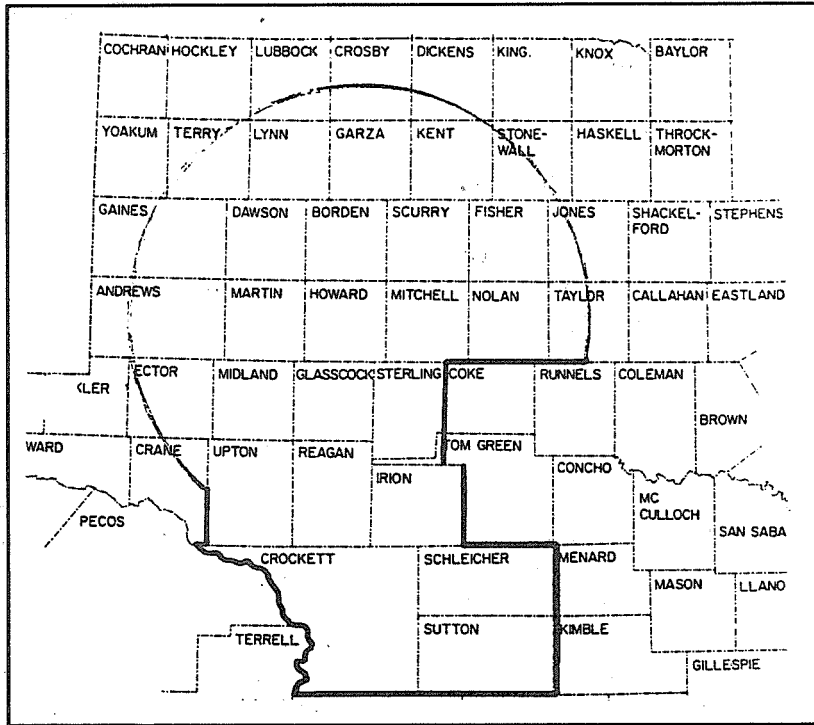 COCHRAN HOCKLEY LUBBOCK CROSBY DICKENS KING. KNOX BAYLOR
YOAKUM TERRY LYNN GARZA KENT STONE-
WALL HASKELL THROCK-
MORTON
GAINES DAWSON BORDEN SCURRY FISHER JONES SHACKEL-
FORD STEPHENS
ANDREWS MARTIN HOWARD MITCHELL NOLAN TAYLOR CALLAHAN EASTLAND
KLER ECTOR MIDLAND GLASSCOCK STERLING COKE RUNNELS COLEMAN
BROWN
WARD CRANE UPTON REAGAN TOM GREEN
IRION CONCHO
PECOS MC
CULLOCH
SAN SABA
CROCKETT SCHLEICHER MENARD
MASON LLANO
TERRELL SUTTON KIMBLE
GILLESPIE